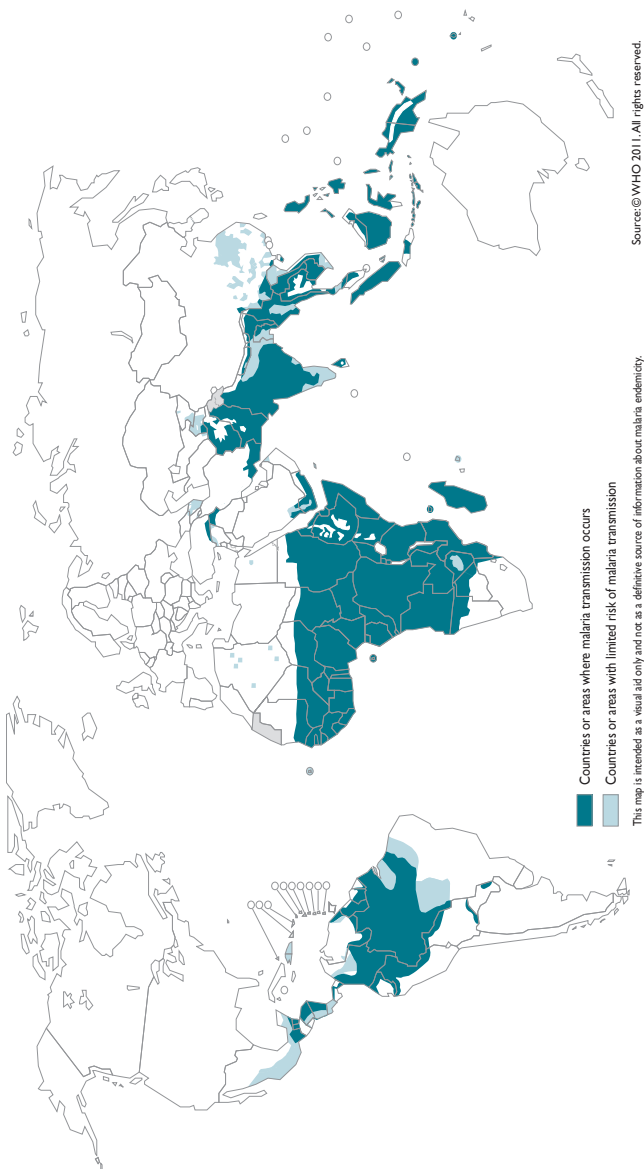 Countries or areas where malaria transmission occurs
Countries or areas with limited risk of malaria transmission
This map is intended as a visual aid only and not as a definitive source of information about malaria endemicity.
Source: © WHO 2011. All rights reserved.